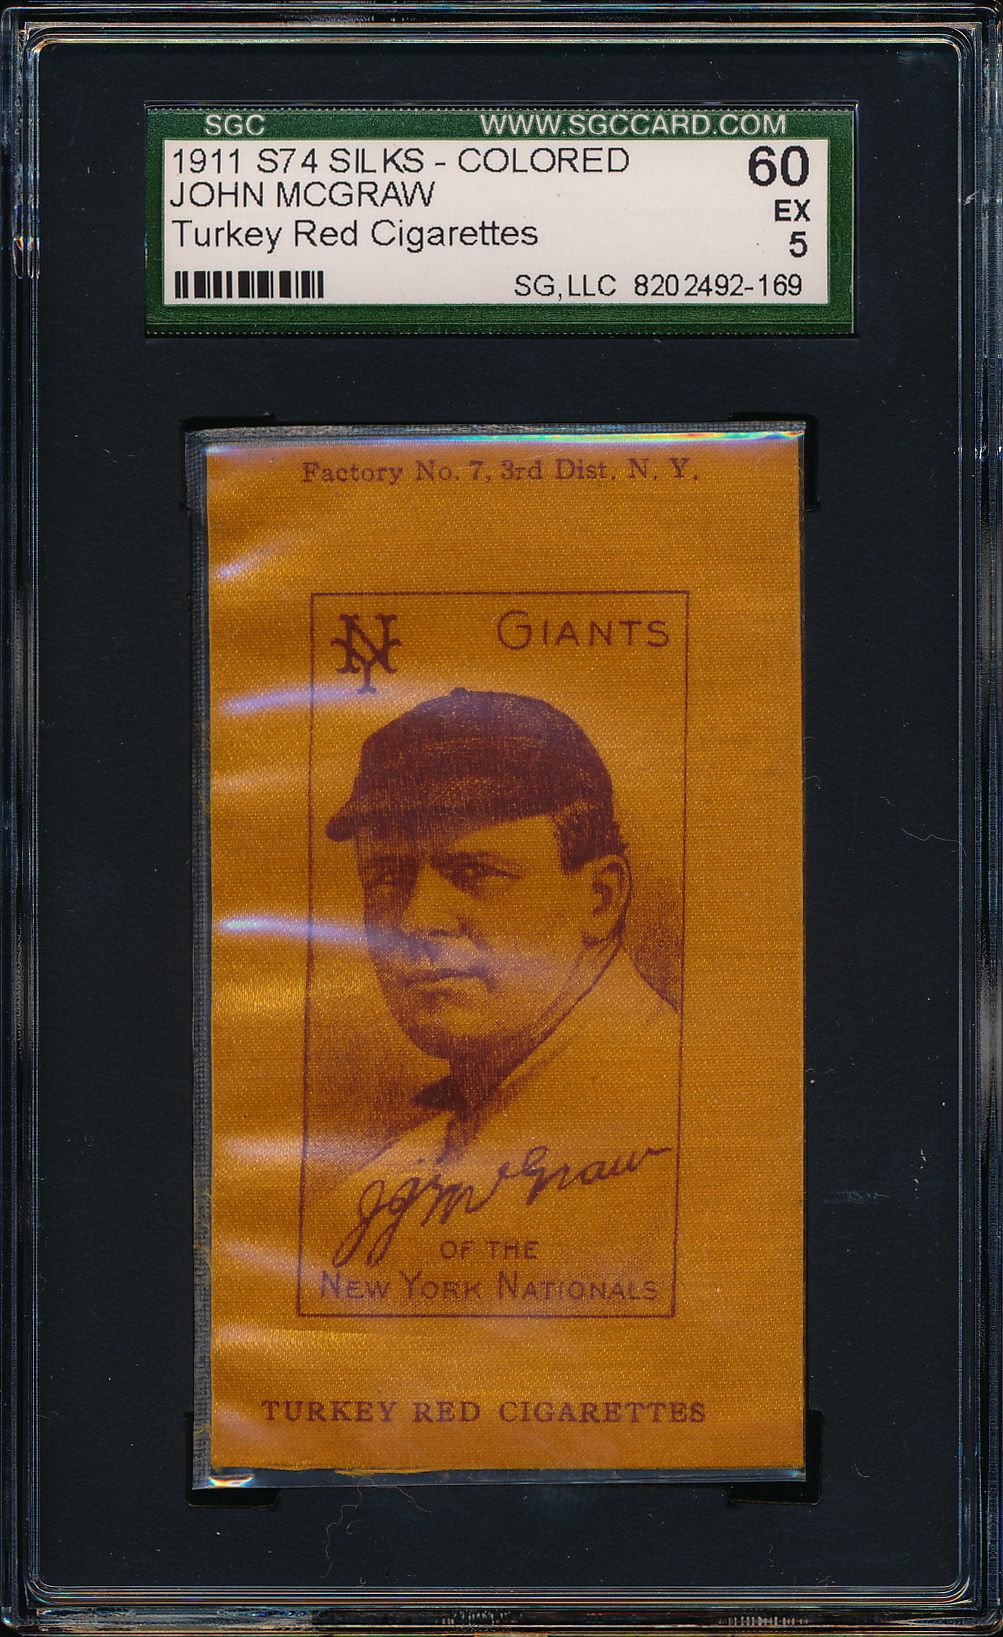 SGC WWW.SGCCARD.COM
1911 S74 SILKS - COLORED 60
JOHN MCGRAW EX
Turkey Red Cigarettes 5
SG,LLC 8202492-169
Factory No. 7, 3rd Dist. N. Y.
NY GIANTS
J J McGraw
OF THE
NEW YORK NATIONALS
TURKEY RED CIGARETTES